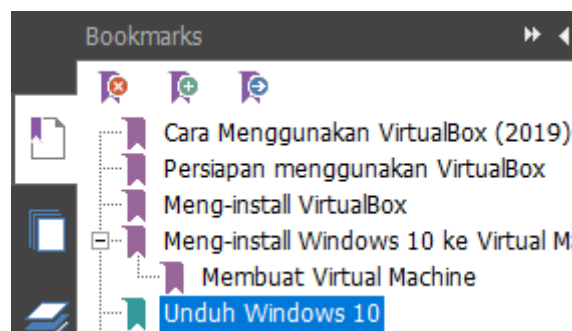 Bookmarks
Cara Menggunakan VirtualBox (2019)
Persiapan menggunakan VirtualBox
Meng-install VirtualBox
Meng-install Windows 10 ke Virtual
Membuat Virtual Machine
Unduh Windows 10